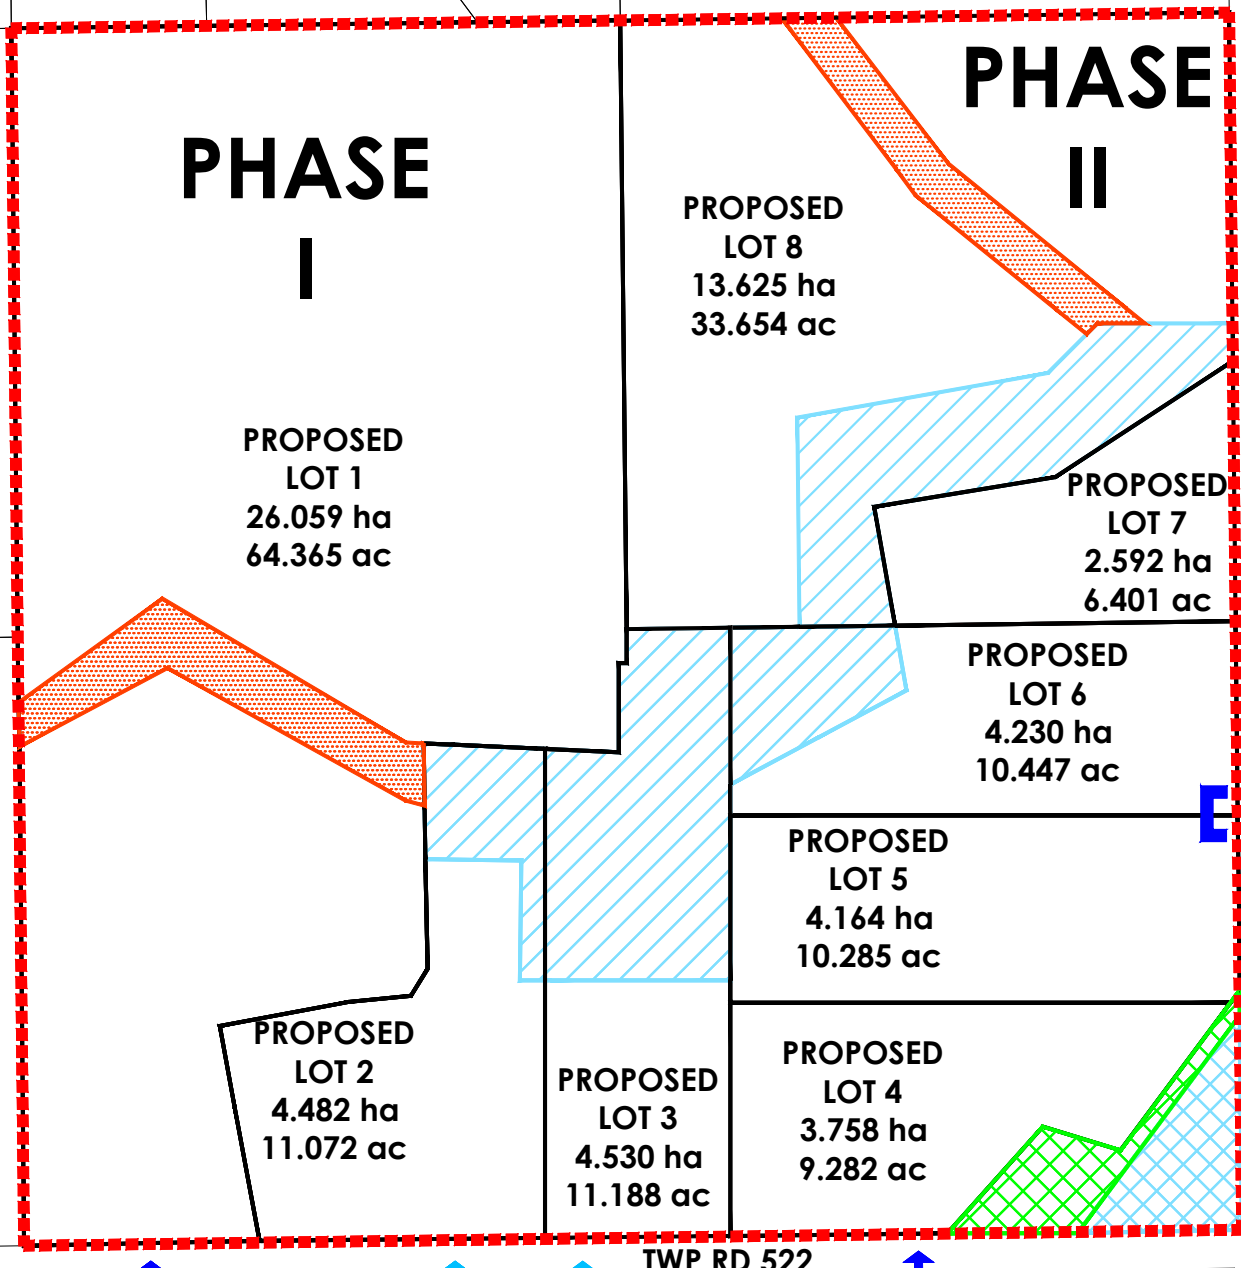 PHASE
I
PHASE
II
PROPOSED
LOT 8
13.625 ha
33.654 ac
PROPOSED
LOT 1
26.059 ha
64.365 ac
PROPOSED
LOT 7
2.592 ha
6.401 ac
PROPOSED
LOT 6
4.230 ha
10.447 ac
PROPOSED
LOT 5
4.164 ha
10.285 ac
PROPOSED
LOT 2
4.482 ha
11.072 ac
PROPOSED
LOT 3
4.530 ha
11.188 ac
PROPOSED
LOT 4
3.758 ha
9.282 ac
TWP RD 522